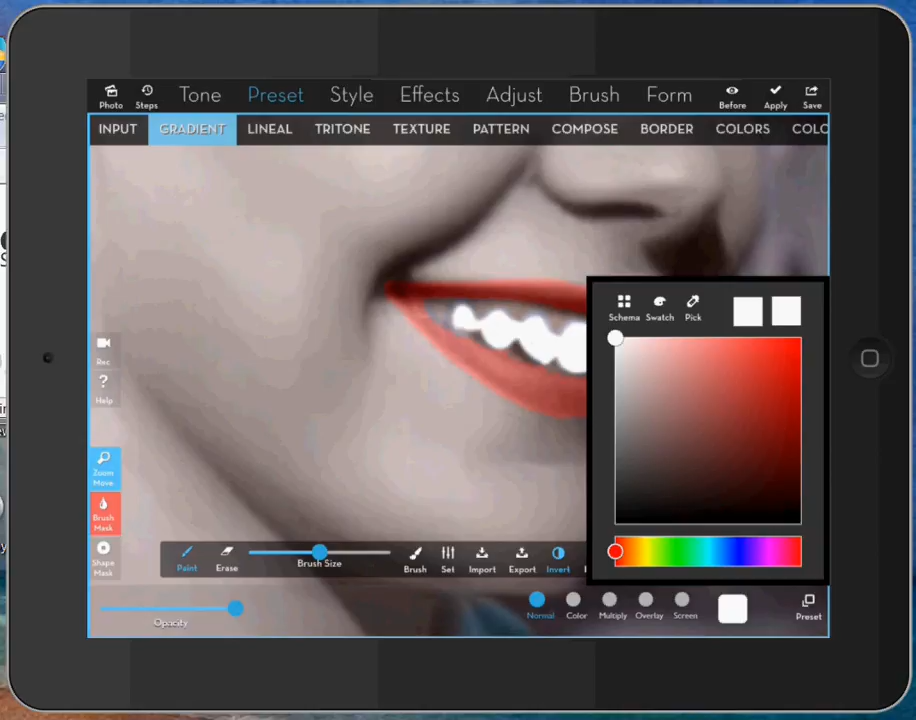 Photo
Steps
Tone
Preset
Style
Effects
Adjust
Brush
Form
Before
Apply
Save
INPUT
GRADIENT
LINEAL
TRITONE
TEXTURE
PATTERN
COMPOSE
BORDER
COLORS
COLO
Schema
Swatch
Pick
Rec
?
Help
Zoom
Move
Brush
Mask
Shape
Mask
Paint
Erase
Brush Size
Brush
Set
Import
Export
Invert
Opacity
Normal
Color
Multiply
Overlay
Screen
Preset